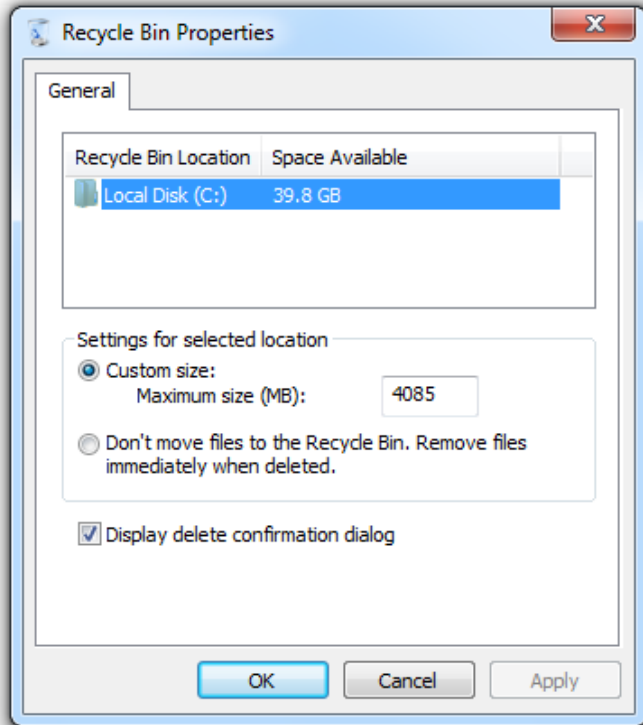 Recycle Bin Properties
General
Recycle Bin Location Space Available
Local Disk (C:) 39.8 GB
Settings for selected location
Custom size:
Maximum size (MB): 4085
Don't move files to the Recycle Bin. Remove files
immediately when deleted.
Display delete confirmation dialog
OK Cancel Apply